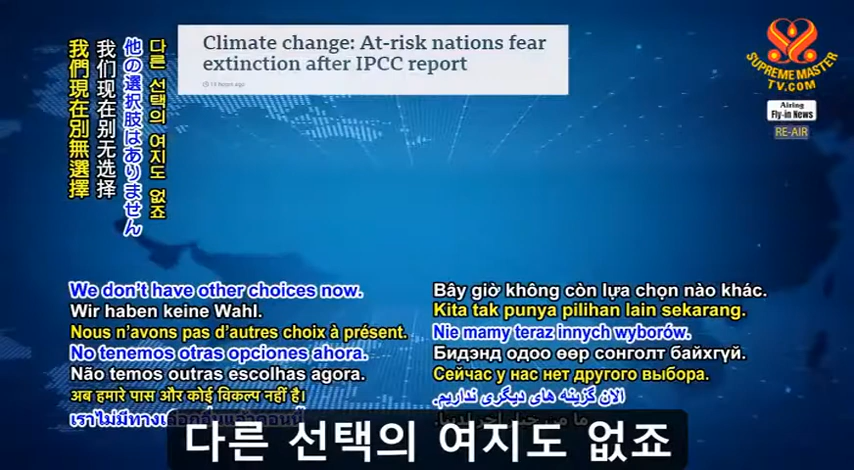 Climate change: At-risk nations fear
extinction after IPCC report
SUPREME MASTER
TV.COM
Airing
Fly-in News
RE-AIR
다른 선택의 여지도 없죠
他の選択肢はありません
我们现在别无选择
我們現在別無選擇
We don't have other choices now.
Wir haben keine Wahl.
Nous n'avons pas d'autres choix à présent.
No tenemos otras opciones ahora.
Não temos outras escolhas agora.
अब हमारे पास और कोई विकल्प नहीं है।
Bây giờ không còn lựa chọn nào khác.
Kita tak punya pilihan lain sekarang.
Nie mamy teraz innych wyborów.
Бидэнд одоо өөр сонголт байхгүй.
Сейчас у нас нет другого выбора.
الان گزینه های دیگری نداریم.
다른 선택의 여지도 없죠